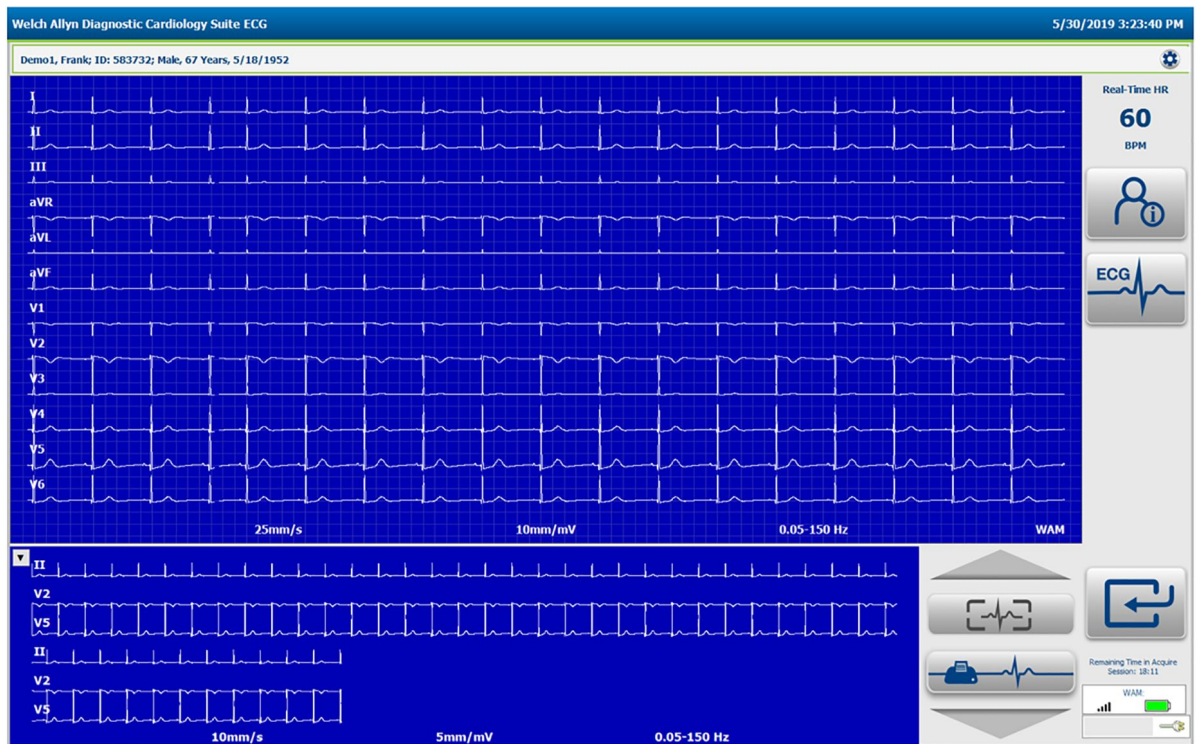 Welch Allyn Diagnostic Cardiology Suite ECG 5/30/2019 3:23:40 PM
Demo1, Frank; ID: 583732; Male, 67 Years, 5/18/1952
Real-Time HR
60
BPM
I
II
III
aVR
aVL
aVF
V1
V2
V3
V4
V5
V6
25mm/s 10mm/mV 0.05-150 Hz WAM
ECG
II
V2
V5
II
V2
V5
10mm/s 5mm/mV 0.05-150 Hz
Remaining Time in Acquire
Session: 18:11
WAM: